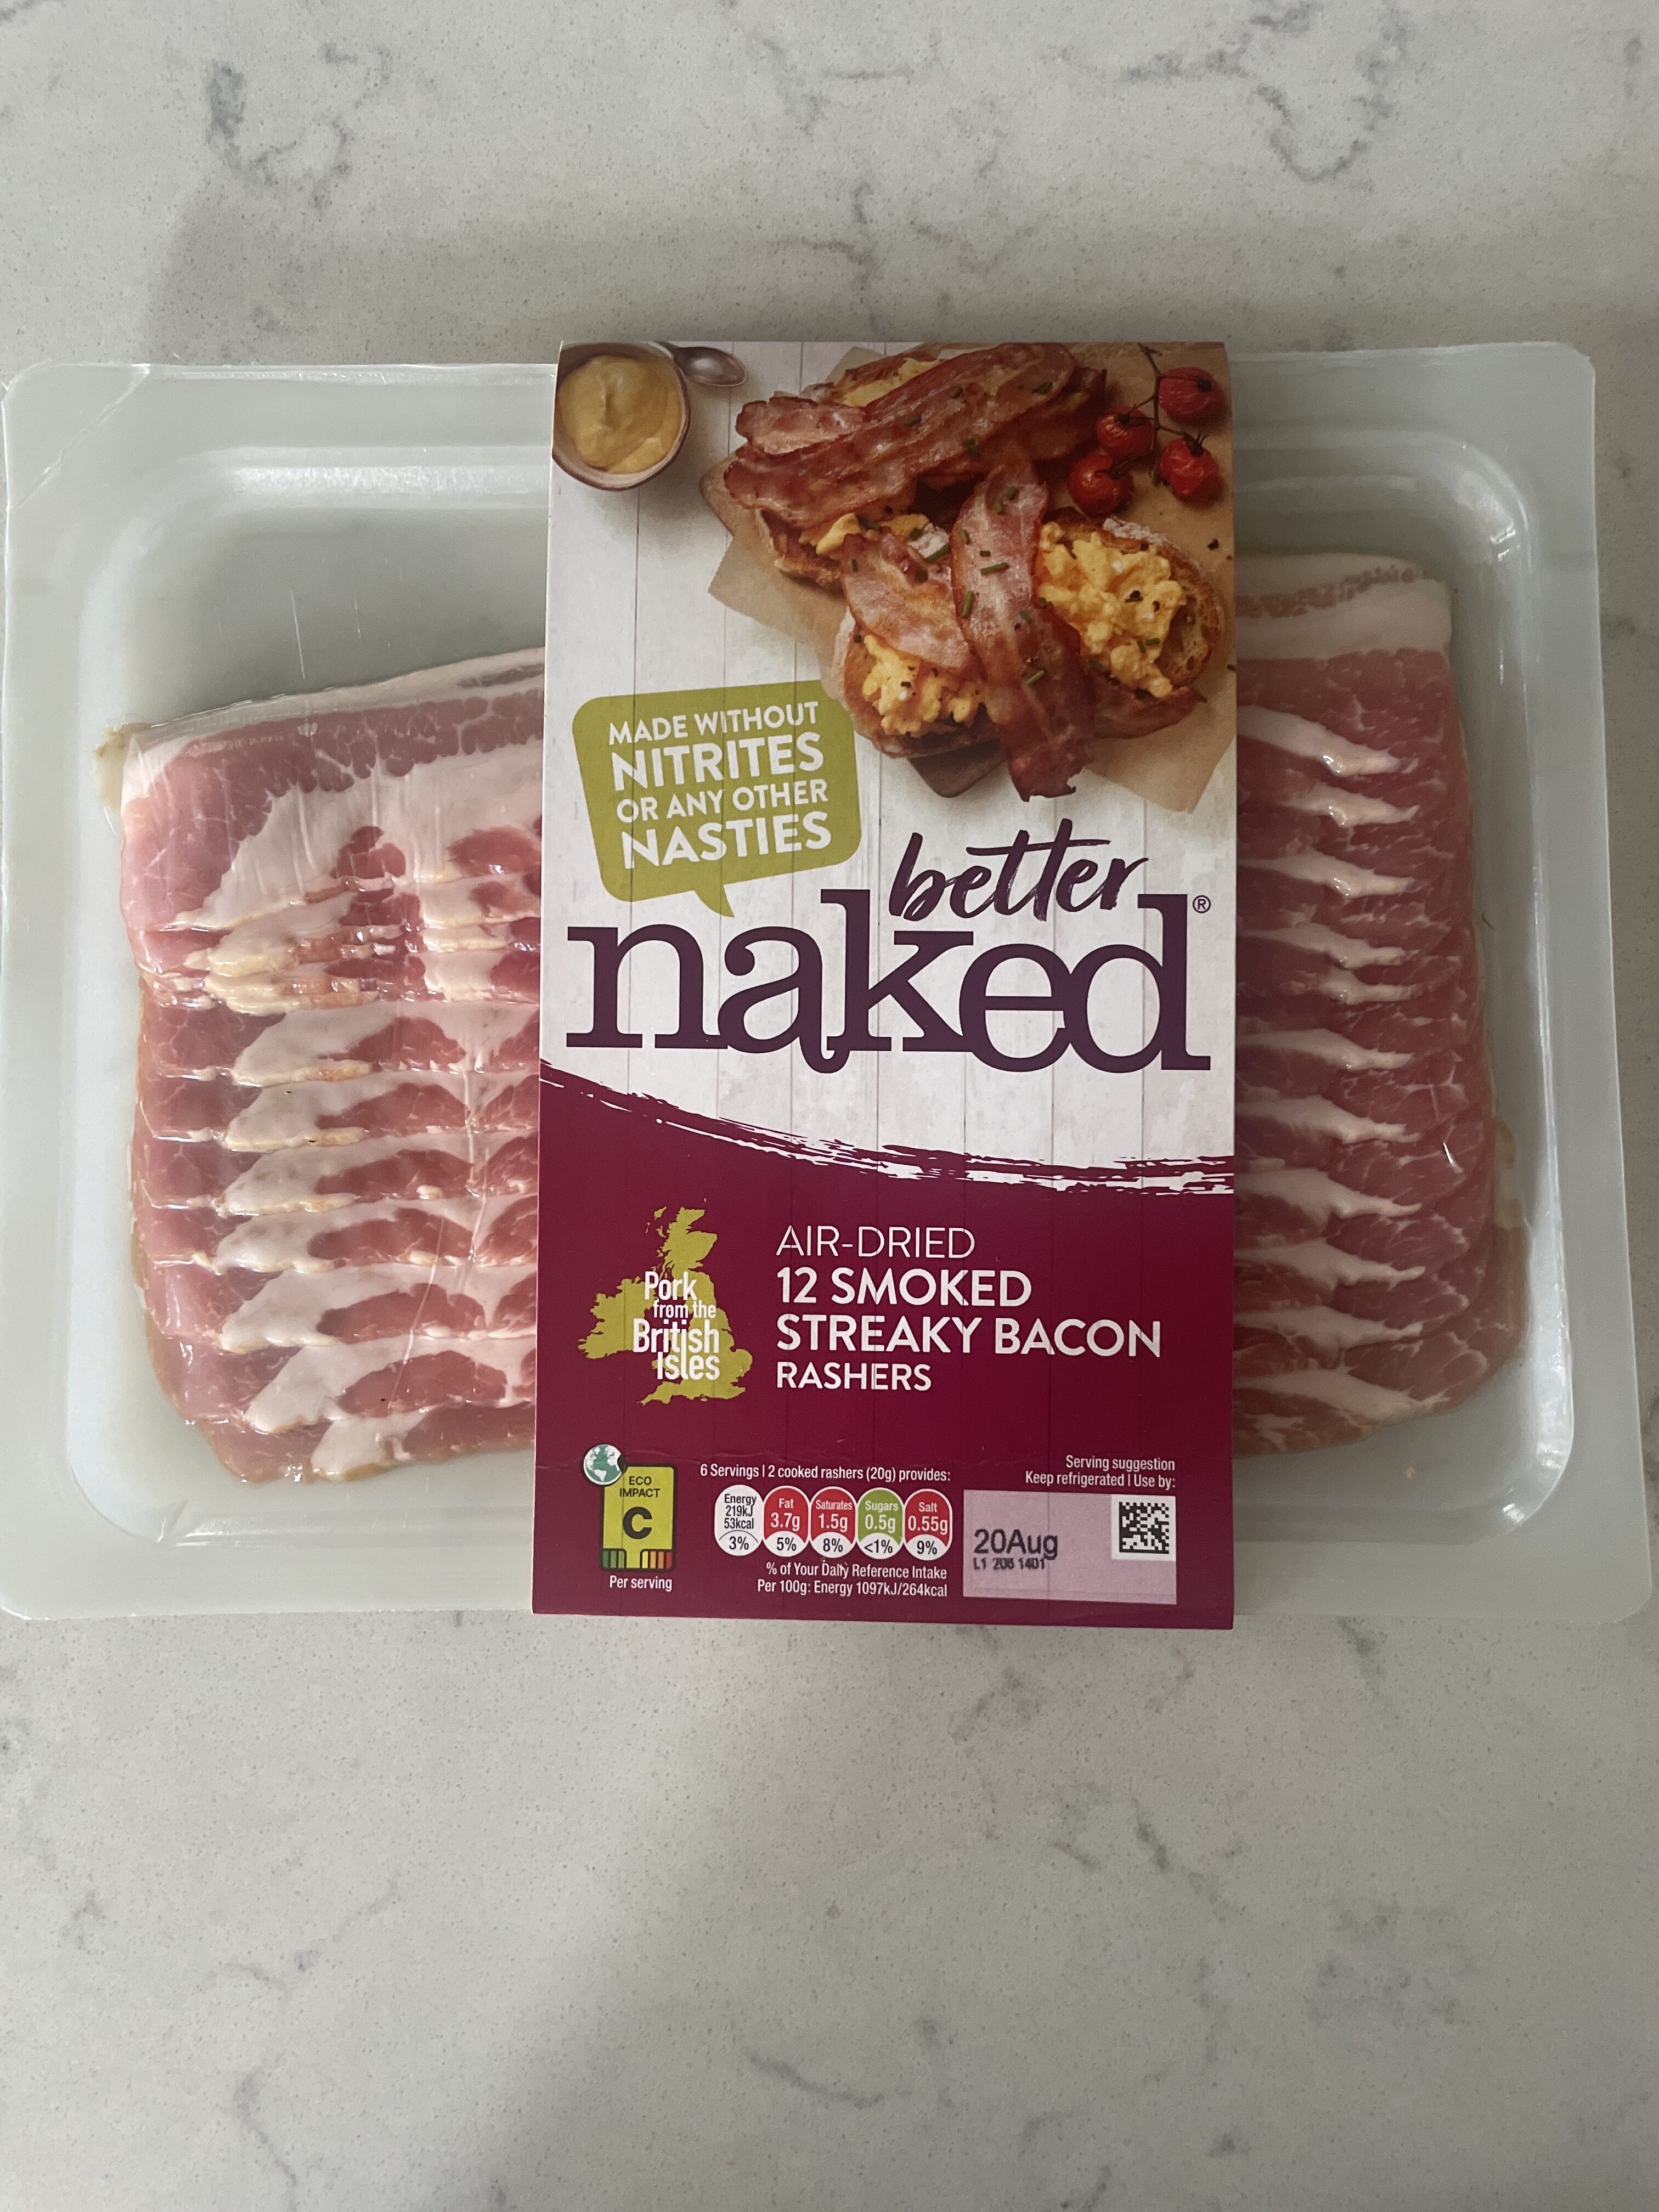 MADE WITHOUT
NITRITES
OR ANY OTHER
NASTIES
better
naked®
Pork
from the
British
Isles
AIR-DRIED
12 SMOKED
STREAKY BACON
RASHERS
ECO
IMPACT
C
Per serving
6 Servings | 2 cooked rashers (20g) provides:
Energy
219kJ
53kcal
3%
Fat
3.7g
5%
Saturates
1.5g
8%
Sugars
0.5g
<1%
Salt
0.55g
9%
% of Your Daily Reference Intake
Per 100g: Energy 1097kJ/264kcal
Serving suggestion
Keep refrigerated | Use by:
20Aug
L1 206 1401